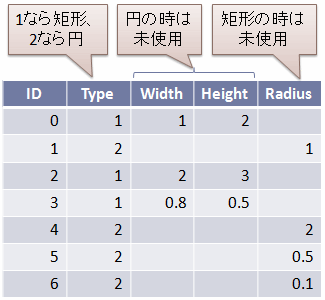 1なら矩形、
2なら円
円の時は
未使用
矩形の時は
未使用
ID Type Width Height Radius
0 1 1 2
1 2 1
2 1 2 3
3 1 0.8 0.5
4 2 2
5 2 0.5
6 2 0.1